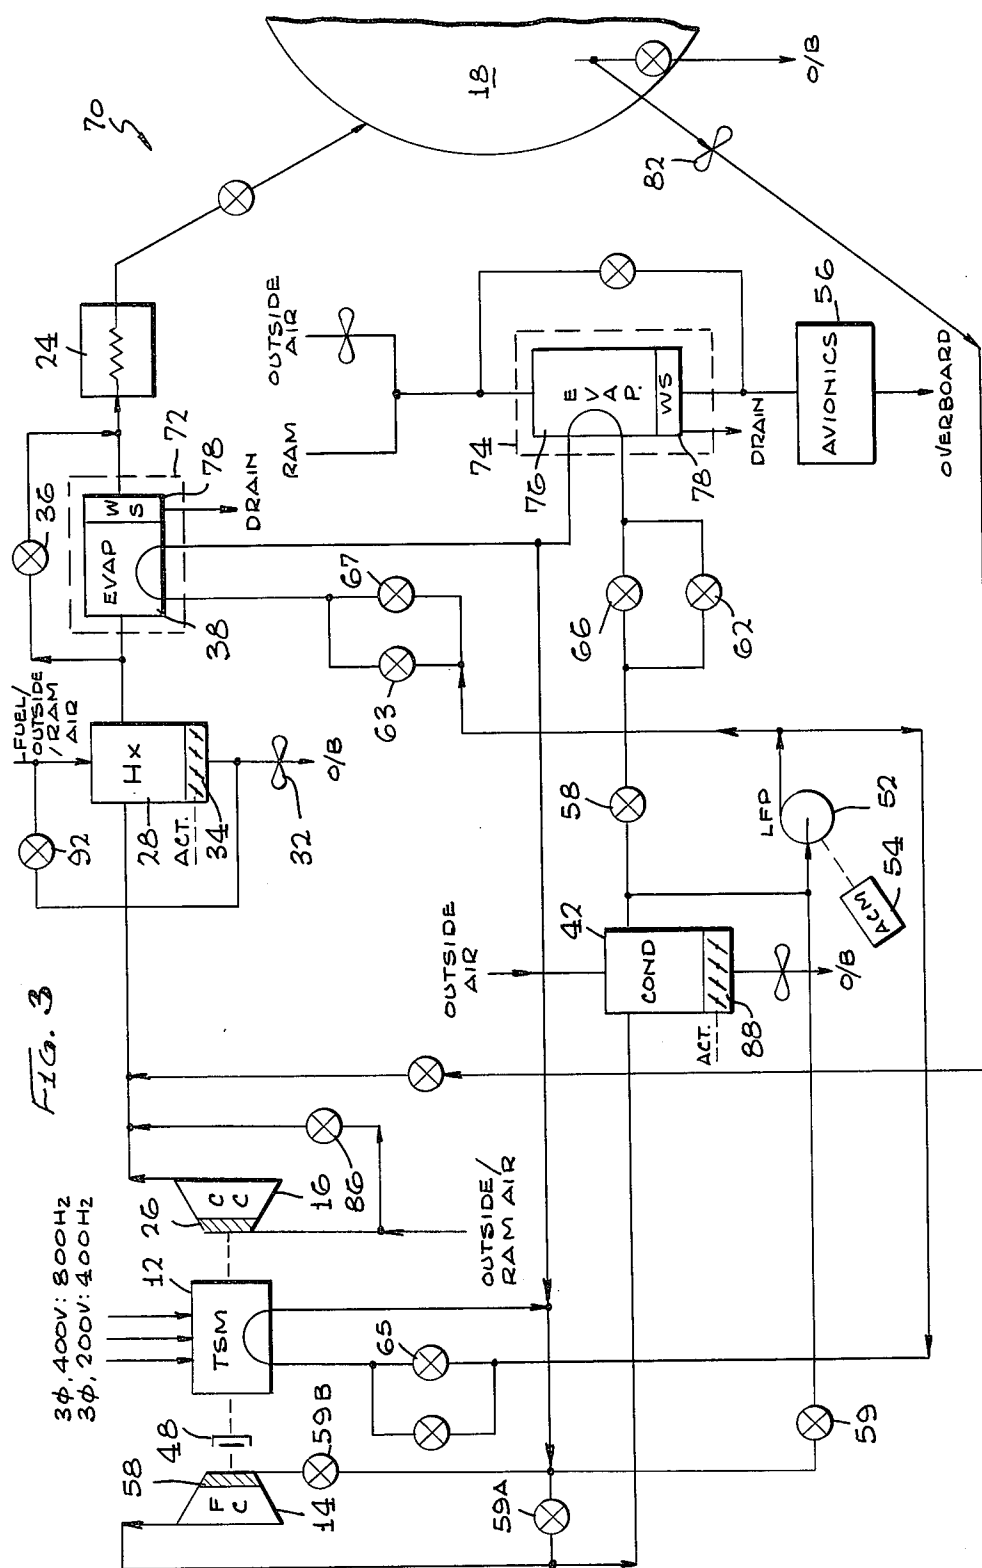 FIG. 3
70
18
O/B
82
24
72
36
EVAP
W
S
78
DRAIN
38
OUTSIDE
AIR
RAM
74
EVAP.
WS
76
78
DRAIN
56
AVIONICS
OVERBOARD
FUEL/
OUTSIDE
/RAM
AIR
Hx
92
28
ACT.
34
32
O/B
67
63
66
62
58
LFP
52
ACM
54
OUTSIDE
AIR
42
COND
ACT.
88
O/B
3ϕ, 400V: 800Hz
3ϕ, 200V: 400Hz
12
TSM
26
C
C
16
86
OUTSIDE/
RAM AIR
48
58
F
C
14
59B
65
59A
59